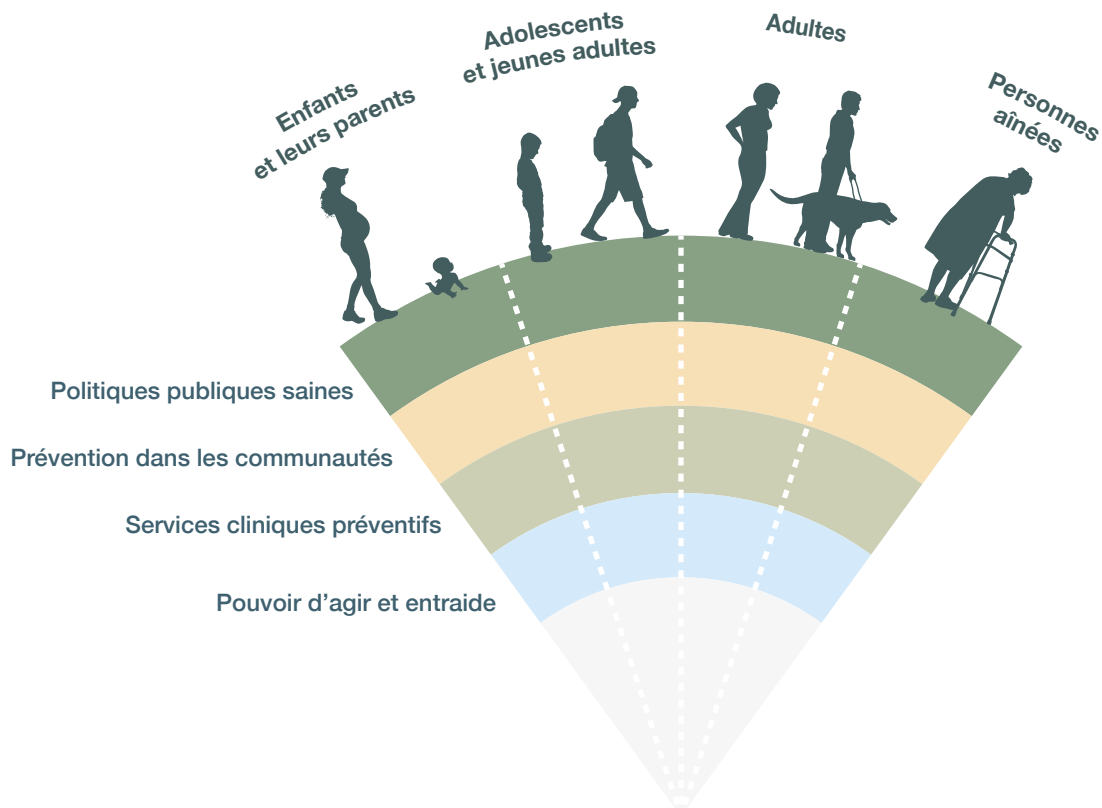 Enfants
et leurs parents
Adolescents
et jeunes adultes
Adultes
Personnes
aînées
Politiques publiques saines
Prévention dans les communautés
Services cliniques préventifs
Pouvoir d’agir et entraide